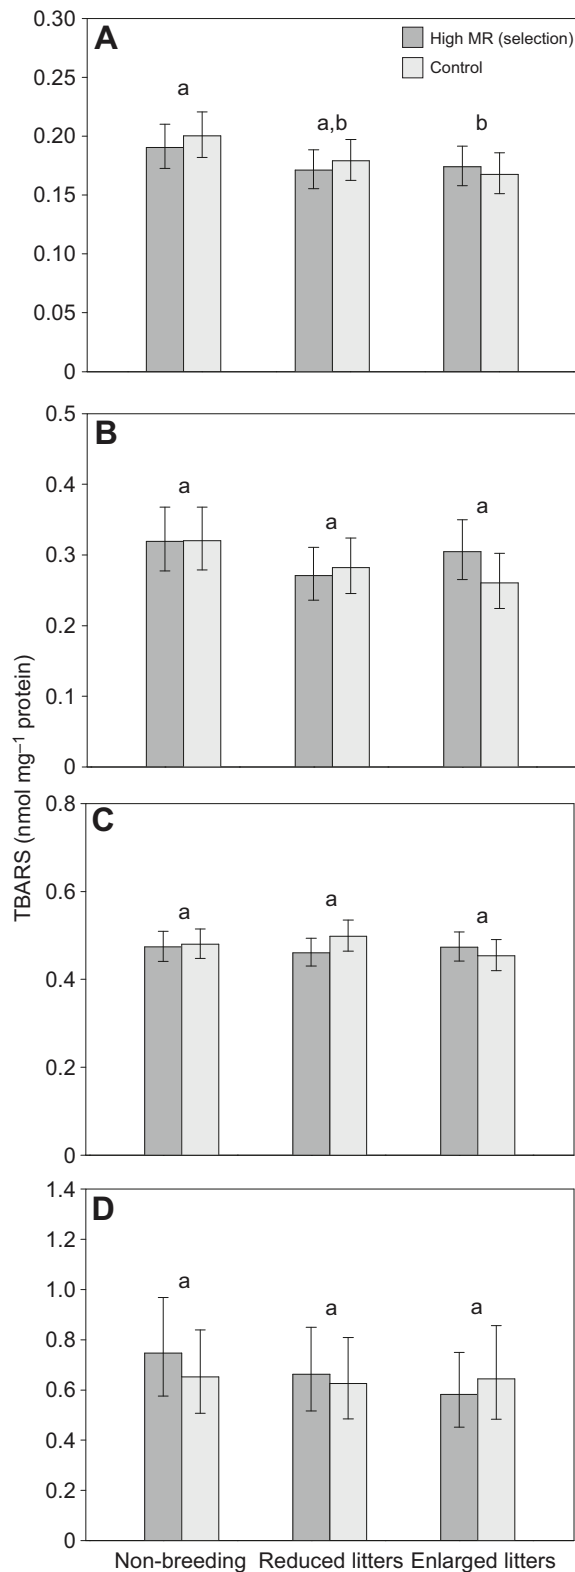 A
High MR (selection)
Control
0.30
0.20
0.15
0.10
0.05
0
a
a,b
b
B
0.5
0.4
0.3
0.2
0.1
0
a
a
a
TBARS (nmol mg⁻¹ protein)
C
0.8
0.6
0.4
0.2
0
a
a
a
D
1.4
1.2
1.0
0.8
0.6
0.4
0.2
0
a
a
a
Non-breeding Reduced litters Enlarged litters